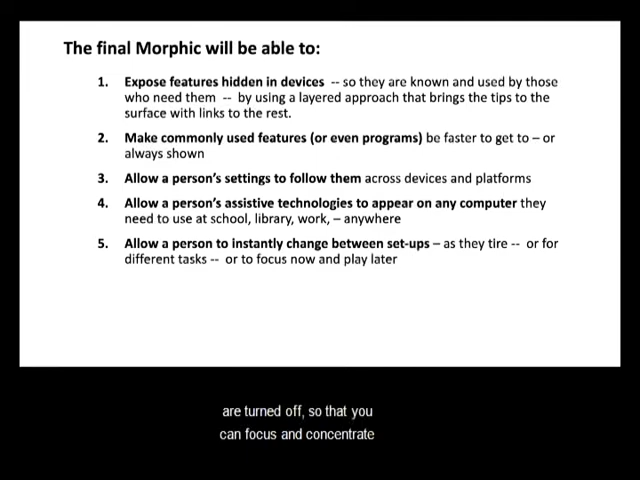 The final Morphic will be able to:
1. Expose features hidden in devices -- so they are known and used by those
who need them -- by using a layered approach that brings the tips to the
surface with links to the rest.
2. Make commonly used features (or even programs) be faster to get to – or
always shown
3. Allow a person’s settings to follow them across devices and platforms
4. Allow a person’s assistive technologies to appear on any computer they
need to use at school, library, work, – anywhere
5. Allow a person to instantly change between set-ups – as they tire -- or for
different tasks -- or to focus now and play later
are turned off, so that you
can focus and concentrate